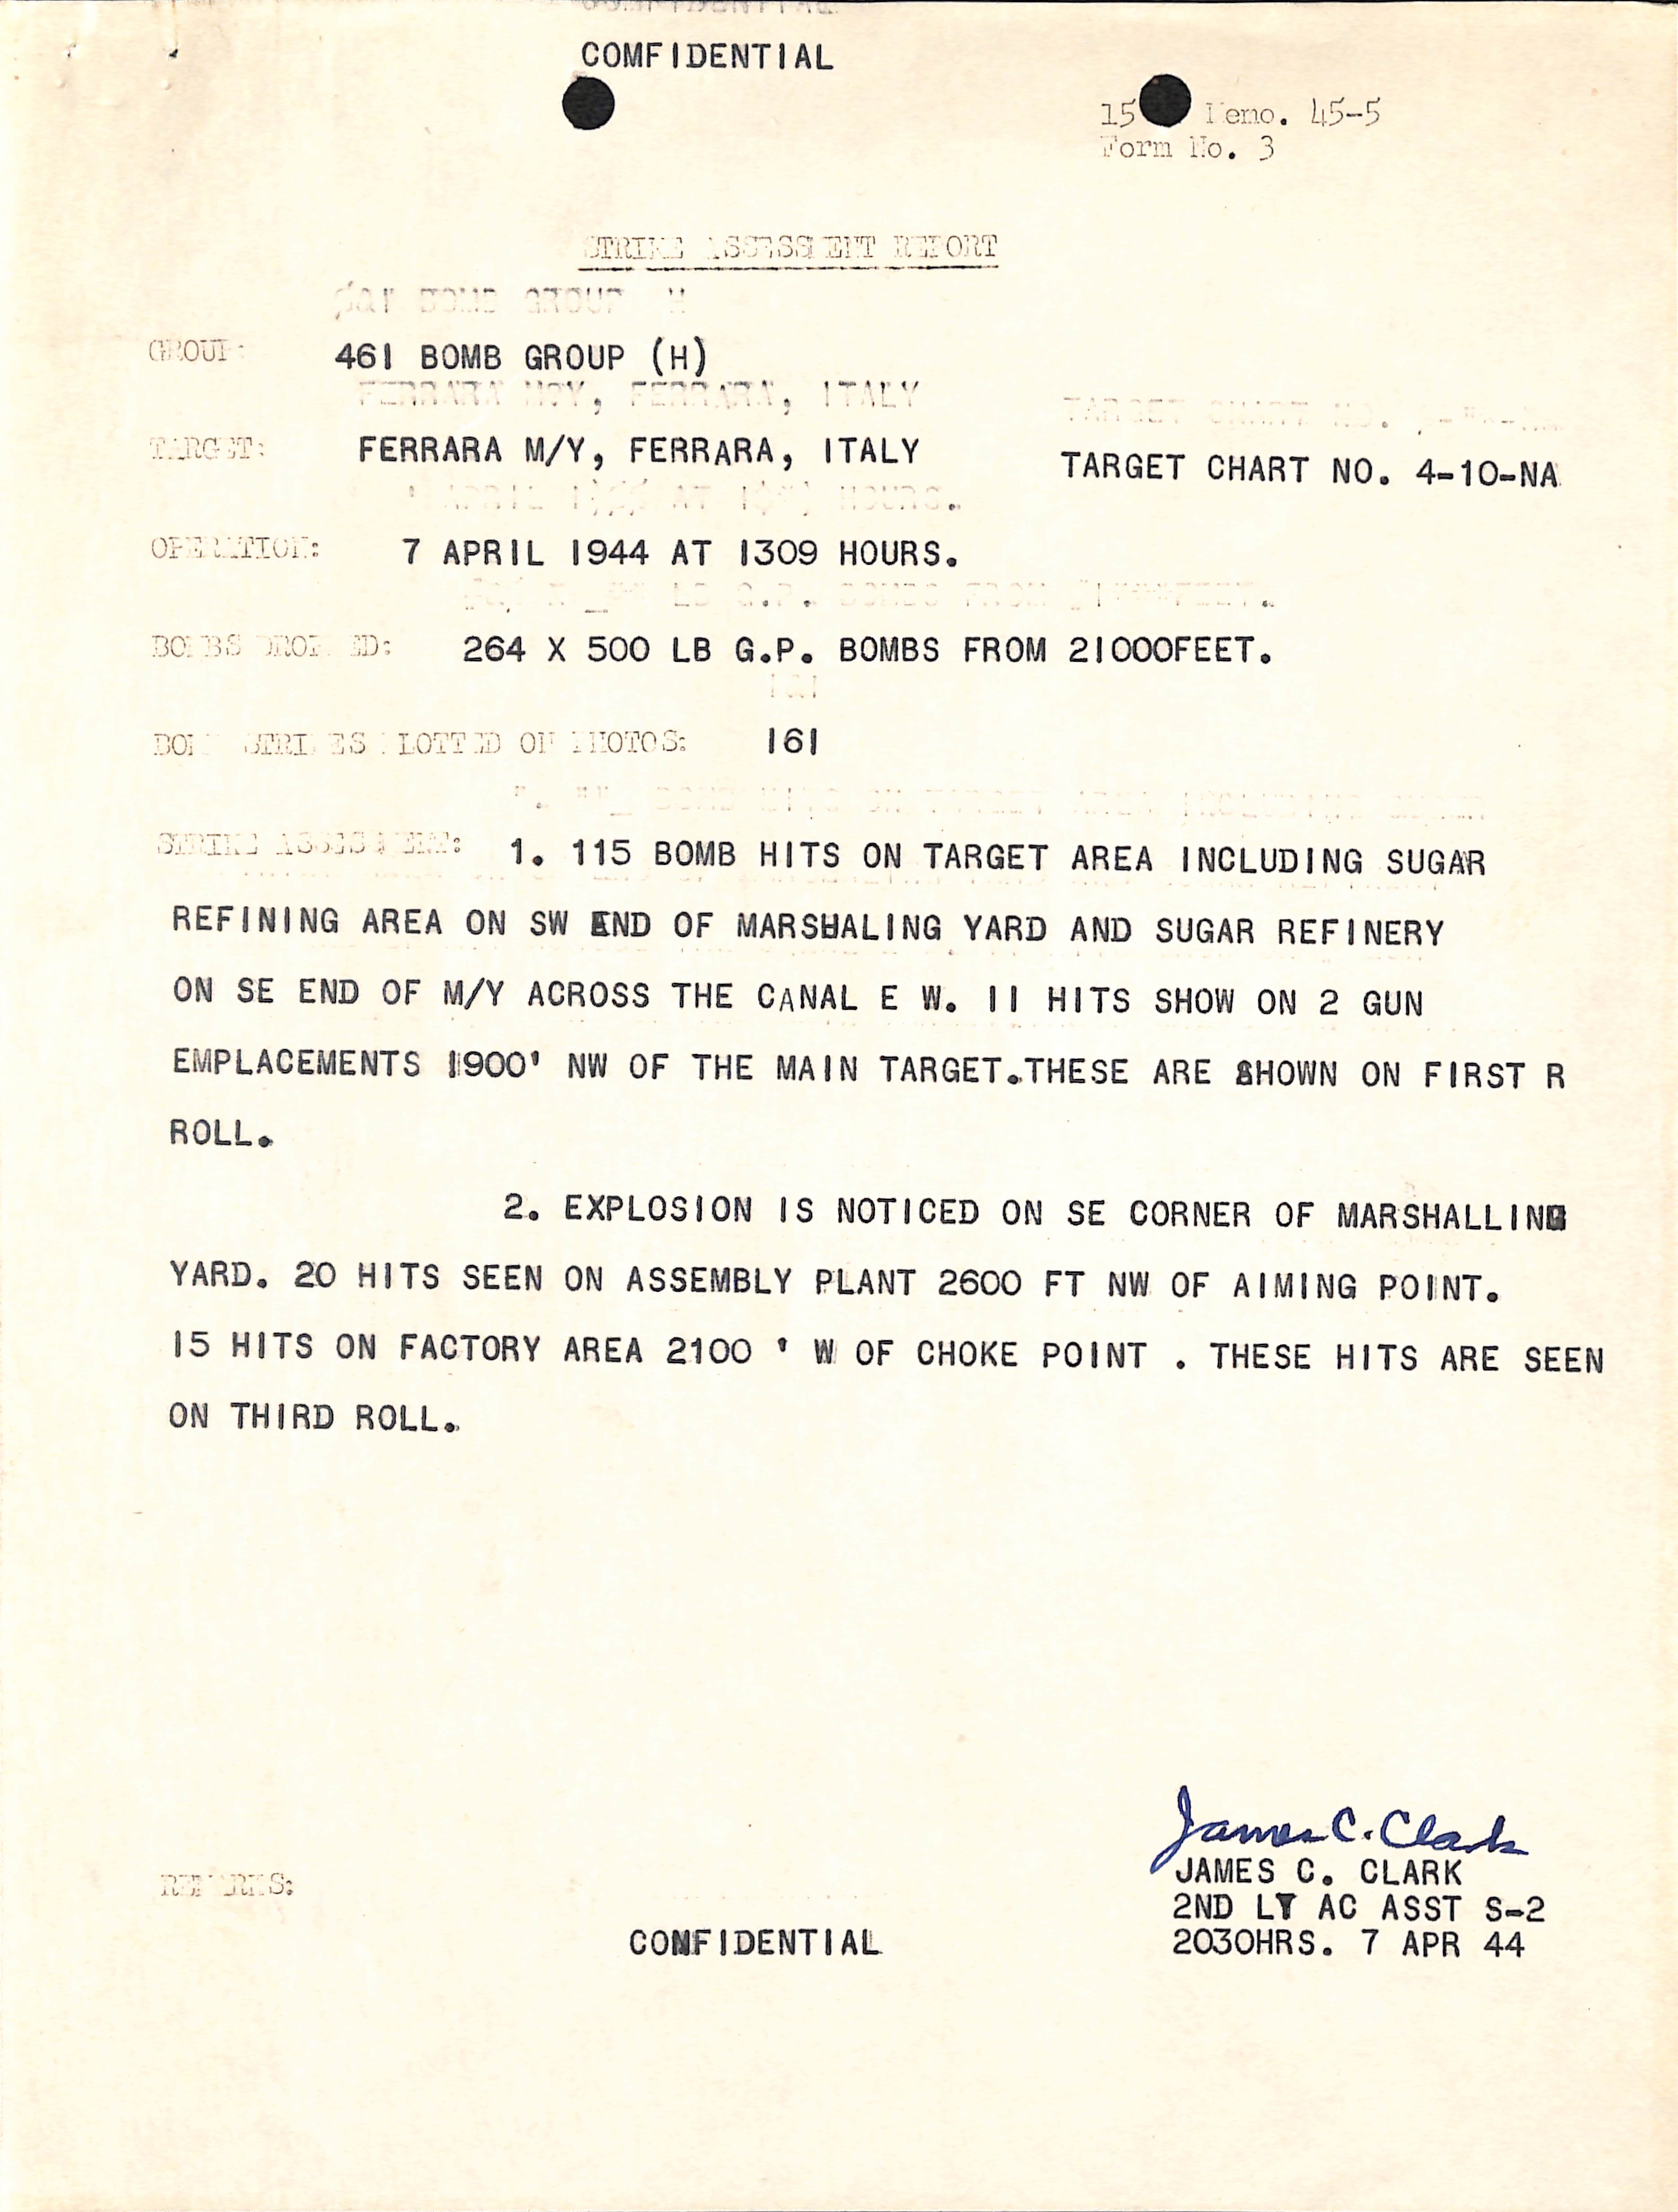 COMFIDENTIAL
15 Memo. 45-5
Form No. 3
STRIKE ASSESSMENT REPORT
GROUP: 461 BOMB GROUP (H)
TARGET: FERRARA M/Y, FERRARA, ITALY TARGET CHART NO. 4-10-NA
OPERATION: 7 APRIL 1944 AT 1309 HOURS.
BOMBS DROPPED: 264 X 500 LB G.P. BOMBS FROM 21000FEET.
BOMB STRIKES PLOTTED ON PHOTOS: 161
STRIKE ASSESSMENT: 1. 115 BOMB HITS ON TARGET AREA INCLUDING SUGAR
REFINING AREA ON SW END OF MARSHALING YARD AND SUGAR REFINERY
ON SE END OF M/Y ACROSS THE CANAL E W. 11 HITS SHOW ON 2 GUN
EMPLACEMENTS 1900' NW OF THE MAIN TARGET.THESE ARE SHOWN ON FIRST R
ROLL.
2. EXPLOSION IS NOTICED ON SE CORNER OF MARSHALLING
YARD. 20 HITS SEEN ON ASSEMBLY PLANT 2600 FT NW OF AIMING POINT.
15 HITS ON FACTORY AREA 2100 ' W OF CHOKE POINT . THESE HITS ARE SEEN
ON THIRD ROLL.
James C. Clark
JAMES C. CLARK
2ND LT AC ASST S-2
2030HRS. 7 APR 44
REMARKS:
CONFIDENTIAL